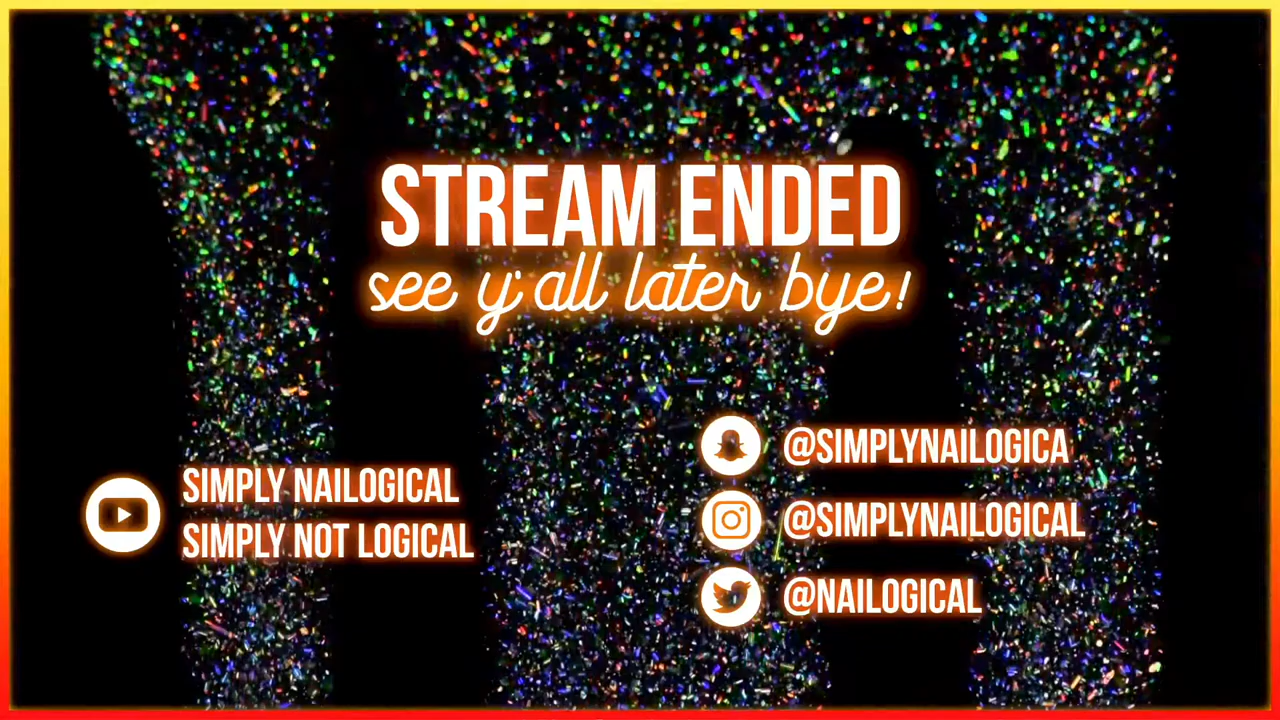 STREAM ENDED
see y'all later bye!
SIMPLY NAILOGICAL
SIMPLY NOT LOGICAL
@SIMPLYNAILOGICA
@SIMPLYNAILOGICAL
@NAILOGICAL